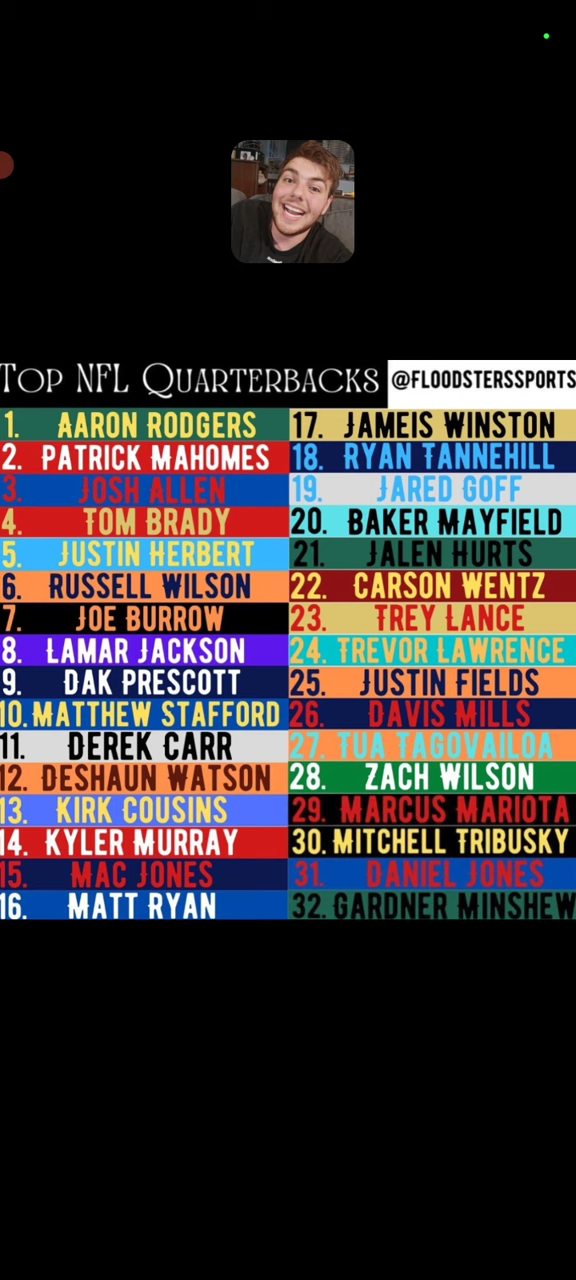 Top NFL Quarterbacks
@FLOODSTERSSPORTS
1. AARON RODGERS
2. PATRICK MAHOMES
3. JOSH ALLEN
4. TOM BRADY
5. JUSTIN HERBERT
6. RUSSELL WILSON
7. JOE BURROW
8. LAMAR JACKSON
9. DAK PRESCOTT
10. MATTHEW STAFFORD
11. DEREK CARR
12. DESHAUN WATSON
13. KIRK COUSINS
14. KYLER MURRAY
15. MAC JONES
16. MATT RYAN
17. JAMEIS WINSTON
18. RYAN TANNEHILL
19. JARED GOFF
20. BAKER MAYFIELD
21. JALEN HURTS
22. CARSON WENTZ
23. TREY LANCE
24. TREVOR LAWRENCE
25. JUSTIN FIELDS
26. DAVIS MILLS
27. TUA TAGOVAILOA
28. ZACH WILSON
29. MARCUS MARIOTA
30. MITCHELL TRIBUSKY
31. DANIEL JONES
32. GARDNER MINSHEW